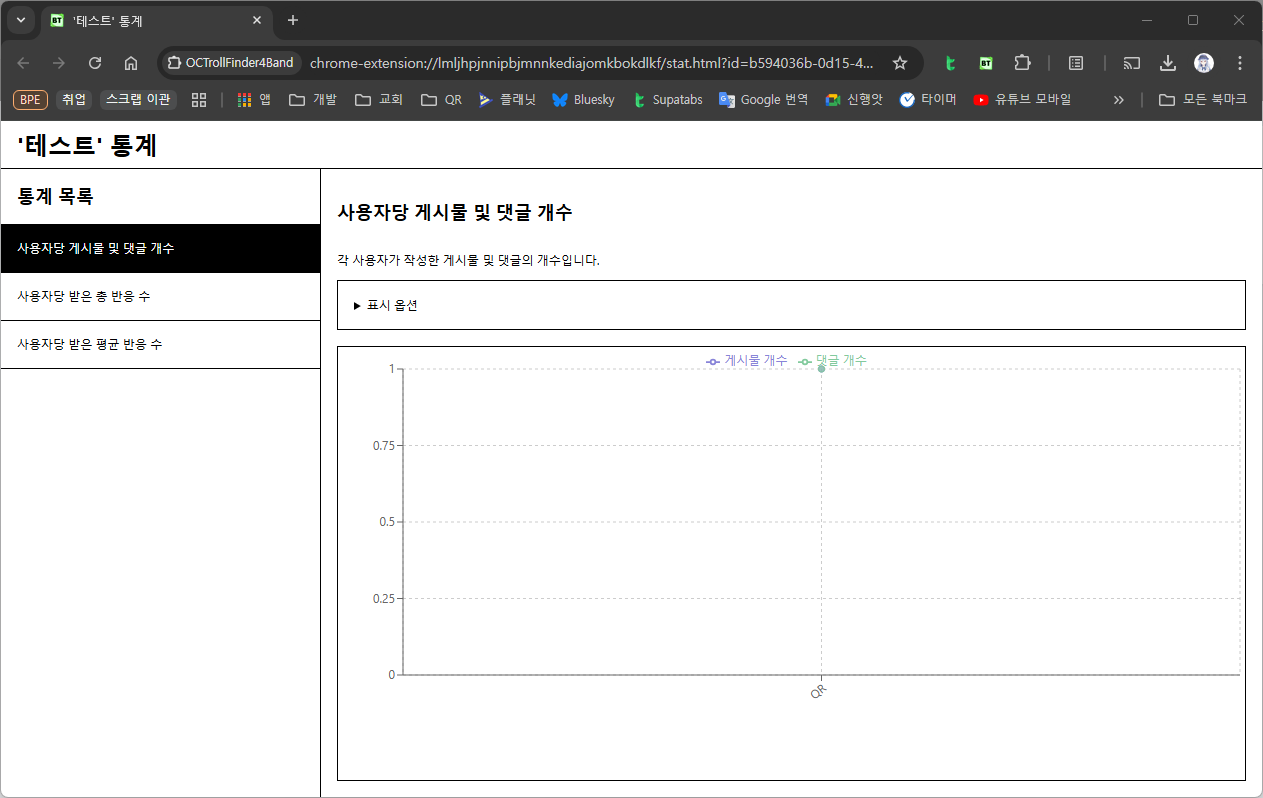 '테스트' 통계
OCTrollFinder4Band
chrome-extension://lmljhpjnnipbjmnnkediajomkbokdlkf/stat.html?id=b594036b-0d15-4...
BPE 취업 스크랩 이관 앱 개발 교회 QR 플래닛 Bluesky Supatabs Google 번역 신행앗 타이머 유튜브 모바일 » 모든 북마크
'테스트' 통계
통계 목록
사용자당 게시물 및 댓글 개수
사용자당 받은 총 반응 수
사용자당 받은 평균 반응 수
사용자당 게시물 및 댓글 개수
각 사용자가 작성한 게시물 및 댓글의 개수입니다.
▶ 표시 옵션
게시물 개수 댓글 개수
1
0.75
0.5
0.25
0
QR